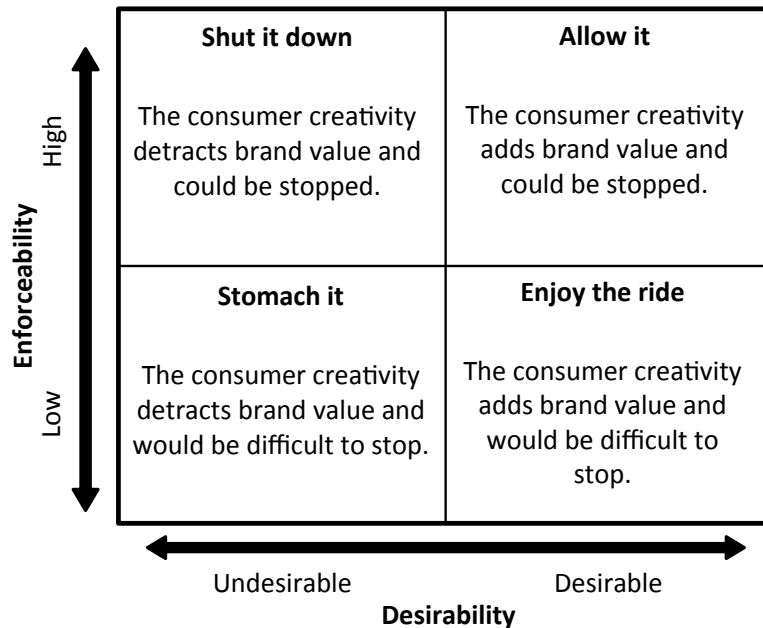 Shut it down
The consumer creativity
detracts brand value and
could be stopped.
Allow it
The consumer creativity
adds brand value and
could be stopped.
Stomach it
The consumer creativity
detracts brand value and
would be difficult to stop.
Enjoy the ride
The consumer creativity
adds brand value and
would be difficult to
stop.
High
Enforceability
Low
Undesirable
Desirable
Desirability